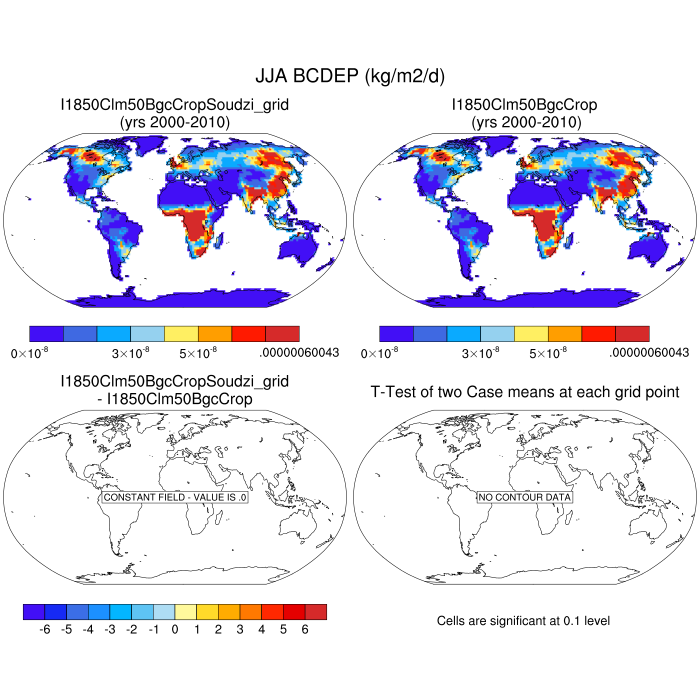 JJA BCDEP (kg/m2/d)
I1850Clm50BgcCropSoudzi_grid
(yrs 2000-2010)
I1850Clm50BgcCrop
(yrs 2000-2010)
0×10⁻⁸ 3×10⁻⁸ 5×10⁻⁸ .00000060043
0×10⁻⁸ 3×10⁻⁸ 5×10⁻⁸ .00000060043
I1850Clm50BgcCropSoudzi_grid
- I1850Clm50BgcCrop
T-Test of two Case means at each grid point
CONSTANT FIELD - VALUE IS .0
NO CONTOUR DATA
-6 -5 -4 -3 -2 -1 0 1 2 3 4 5 6
Cells are significant at 0.1 level